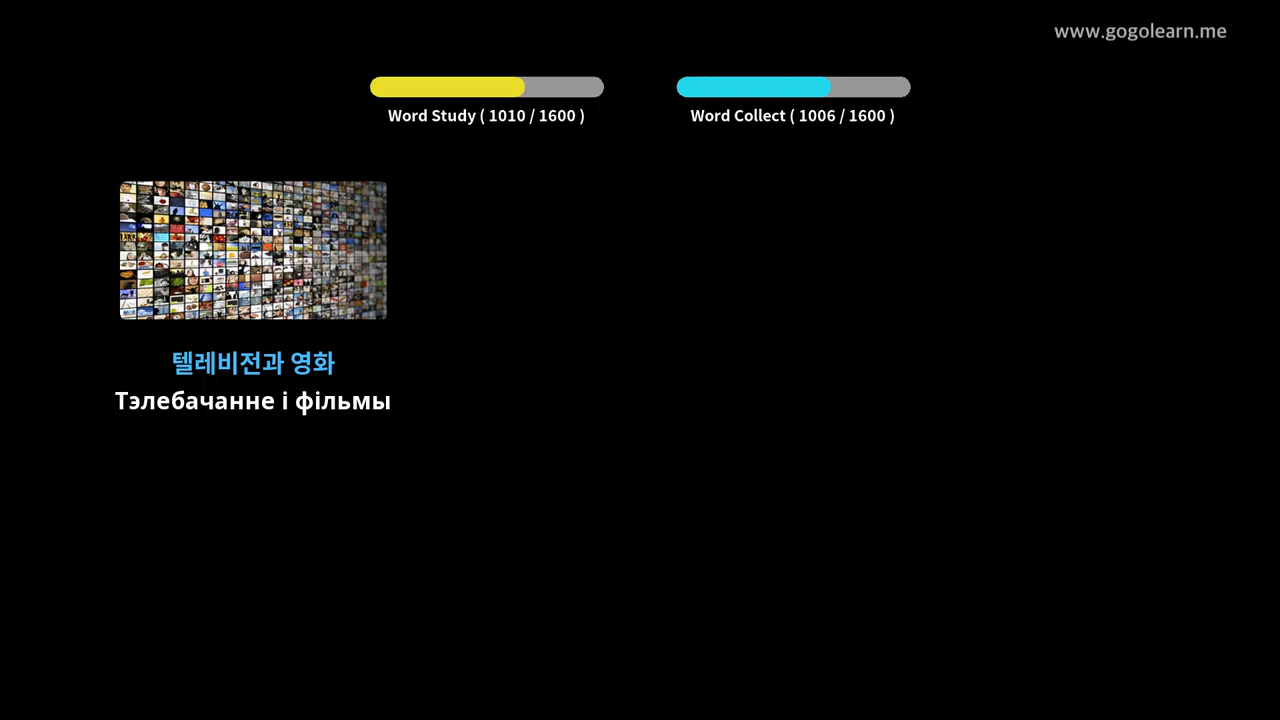 www.gogolearn.me
Word Study ( 1010 / 1600 )
Word Collect ( 1006 / 1600 )
텔레비전과 영화
Тэлебачанне і фільмы